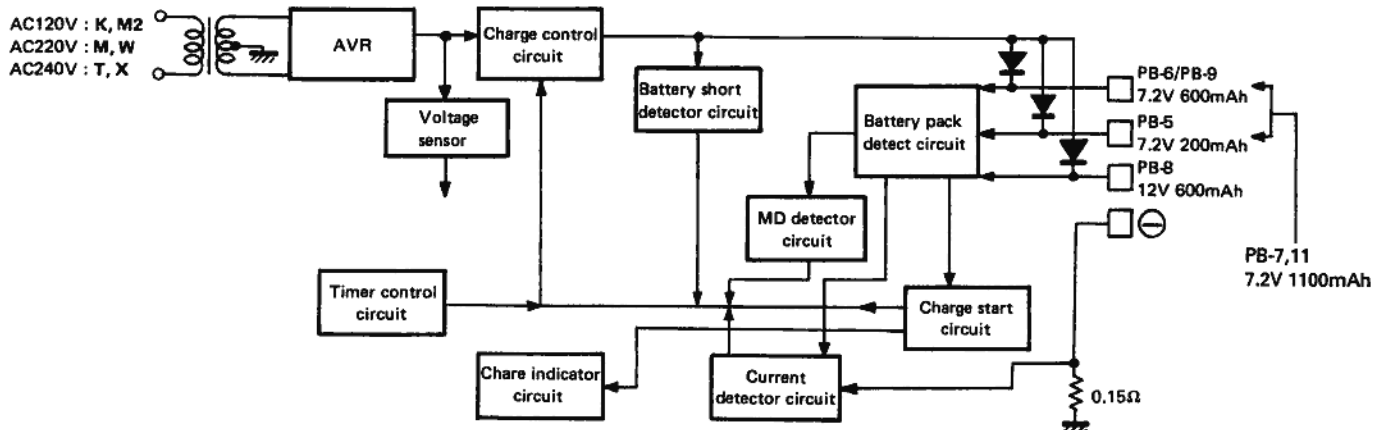 AC120V : K, M2
AC220V : M, W
AC240V : T, X
AVR
Charge control
circuit
Voltage
sensor
Battery short
detector circuit
Battery pack
detect circuit
PB-6/PB-9
7.2V 600mAh
PB-5
7.2V 200mAh
PB-8
12V 600mAh
⊖
PB-7,11
7.2V 1100mAh
MD detector
circuit
Timer control
circuit
Charge start
circuit
Chare indicator
circuit
Current
detector circuit
0.15Ω